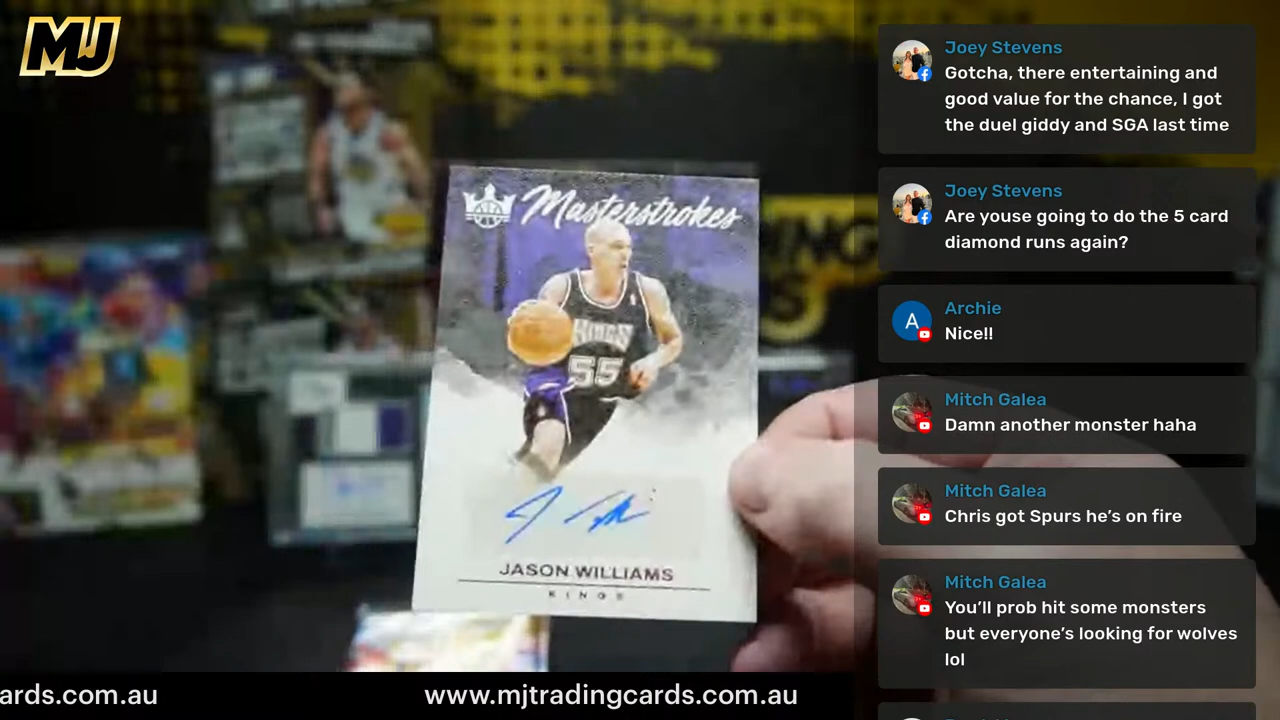 MJ
Masterstrokes
KINGS
55
JASON WILLIAMS
KINGS
ards.com.au
www.mjtradingcards.com.au
Joey Stevens
Gotcha, there entertaining and
good value for the chance, I got
the duel giddy and SGA last time
Joey Stevens
Are youse going to do the 5 card
diamond runs again?
A
Archie
Nice!!
Mitch Galea
Damn another monster haha
Mitch Galea
Chris got Spurs he's on fire
Mitch Galea
You'll prob hit some monsters
but everyone's looking for wolves
lol